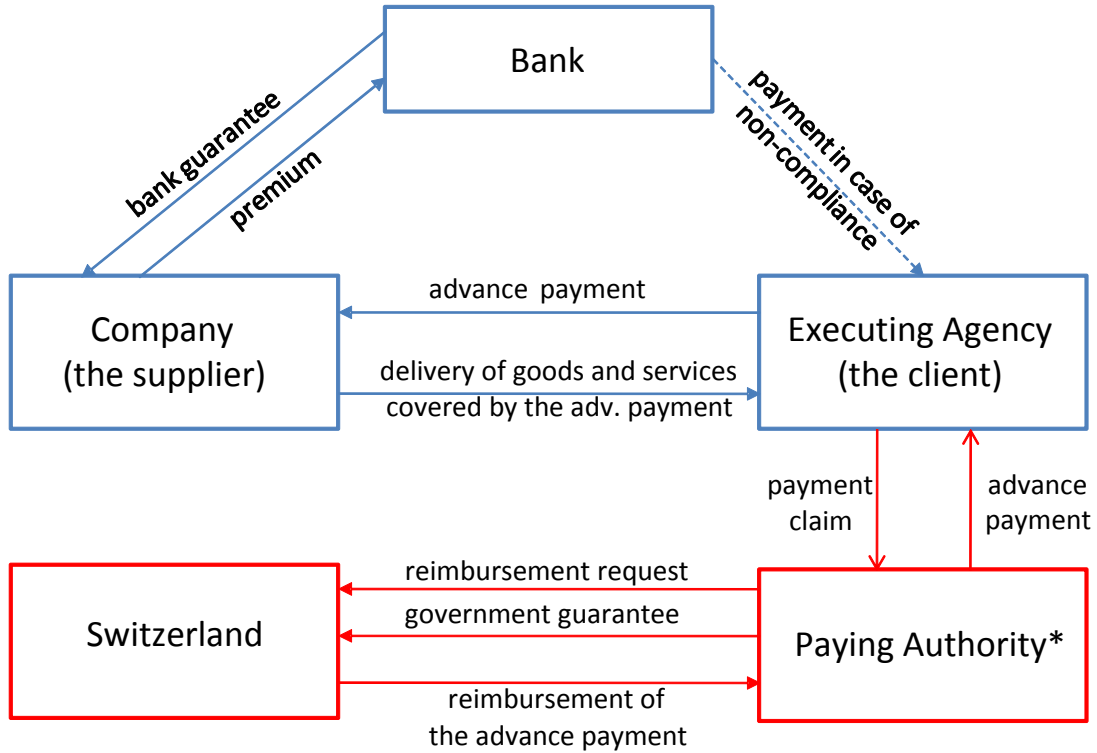 Bank
bank guarantee
premium
payment in case of
non-compliance
Company
(the supplier)
advance payment
delivery of goods and services
covered by the adv. payment
Executing Agency
(the client)
payment
claim
advance
payment
Switzerland
reimbursement request
government guarantee
reimbursement of
the advance payment
Paying Authority*